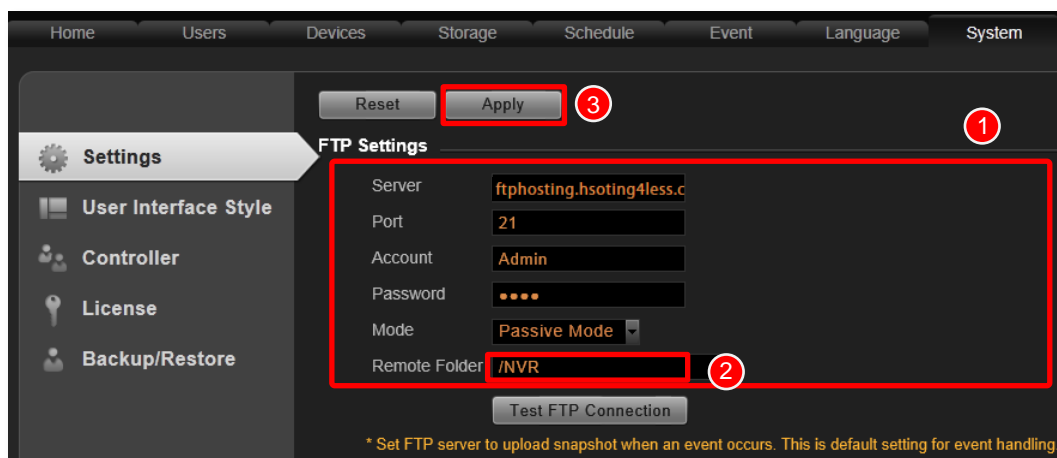 Home Users Devices Storage Schedule Event Language System
Reset Apply 3
1
FTP Settings
Settings
Server ftphosting.hsoting4less.c
User Interface Style
Port 21
Controller
Account Admin
Password ••••
License
Mode Passive Mode
Backup/Restore
Remote Folder /NVR 2
Test FTP Connection
* Set FTP server to upload snapshot when an event occurs. This is default setting for event handling